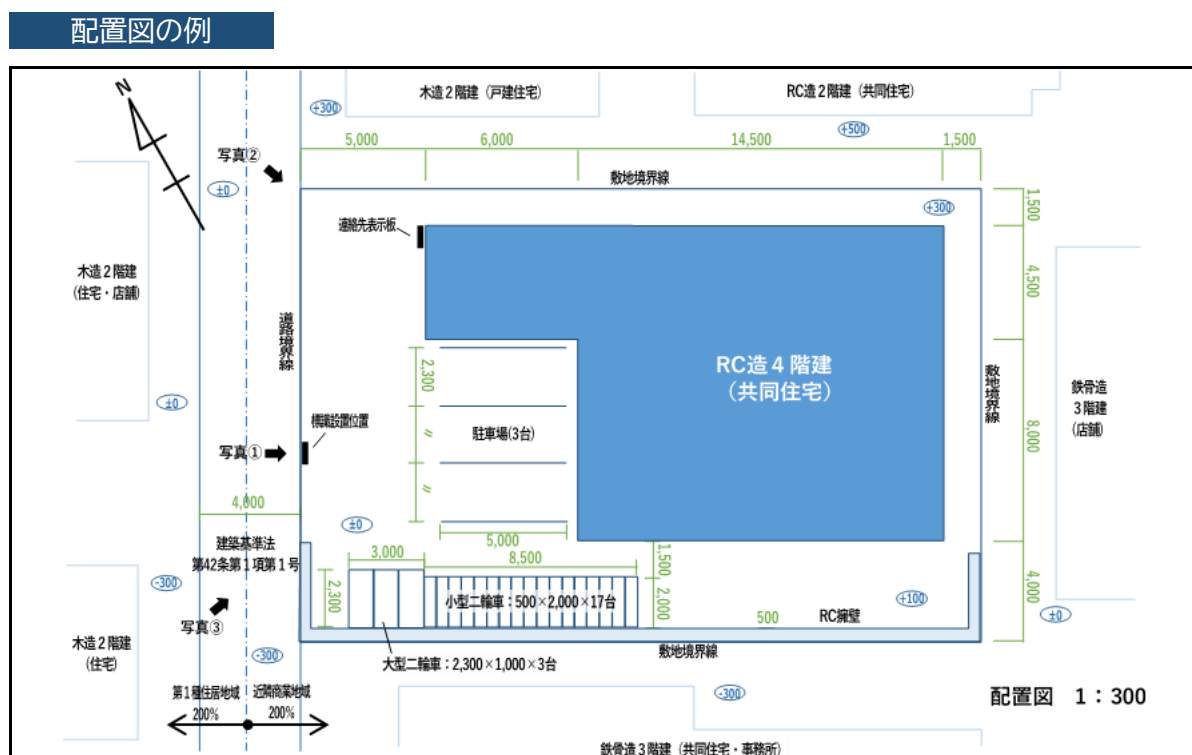 配置図の例
N
木造2階建（戸建住宅）
RC造2階建（共同住宅）
+300
+500
5,000
6,000
14,500
1,500
写真②
敷地境界線
±0
+300
1,500
連絡先表示板
4,500
木造2階建
(住宅・店舗)
道路境界線
RC造4階建
（共同住宅）
2,300
敷地境界線
鉄骨造
3階建
(店舗)
±0
標識設置位置
〃
駐車場(3台)
8,000
写真①
〃
4,000
±0
5,000
建築基準法
第42条第1項第1号
3,000
8,500
1,500
-300
2,300
小型二輪車：500×2,000×17台
2,000
4,000
+100
±0
写真③
500
RC擁壁
木造2階建
(住宅)
-300
大型二輪車：2,300×1,000×3台
敷地境界線
第1種住居地域
近隣商業地域
200%
200%
-300
配置図　1：300
鉄骨造3階建（共同住宅・事務所）